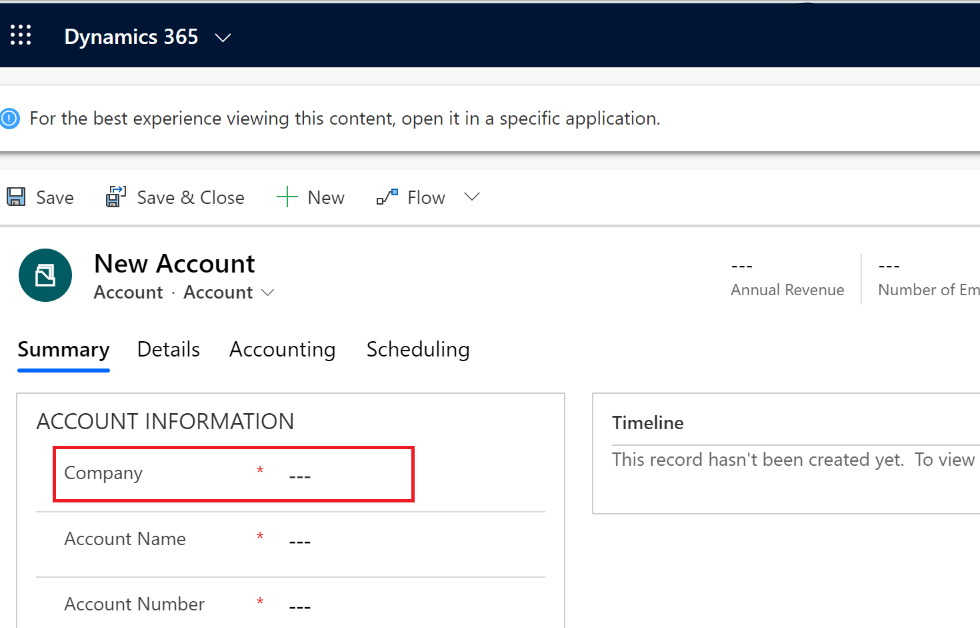 Dynamics 365
For the best experience viewing this content, open it in a specific application.
Save Save & Close New Flow
New Account
Account · Account
---
Annual Revenue
---
Number of Em
Summary Details Accounting Scheduling
ACCOUNT INFORMATION
Company * ---
Account Name * ---
Account Number * ---
Timeline
This record hasn't been created yet. To view